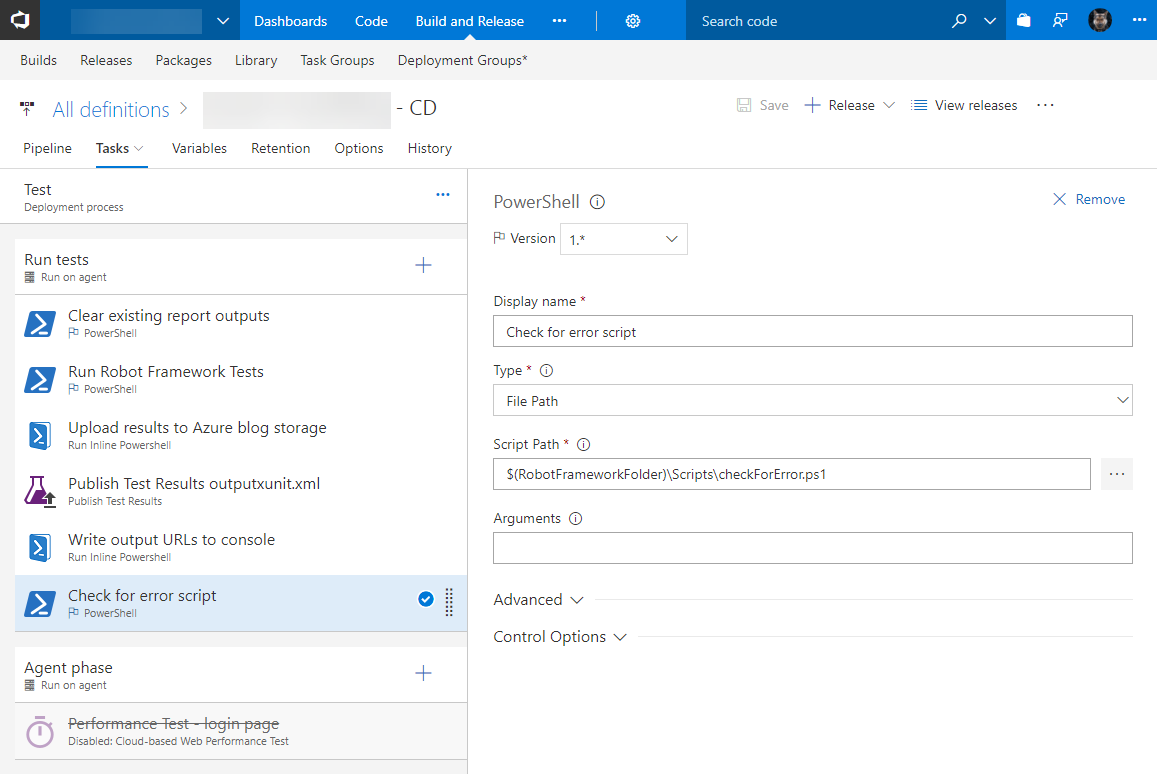 Dashboards Code Build and Release ··· Search code ···
Builds Releases Packages Library Task Groups Deployment Groups*
All definitions > - CD Save + Release View releases ···
Pipeline Tasks Variables Retention Options History
Test ···
Deployment process
Run tests
Run on agent
Clear existing report outputs
PowerShell
Run Robot Framework Tests
PowerShell
Upload results to Azure blog storage
Run Inline Powershell
Publish Test Results outputxunit.xml
Publish Test Results
Write output URLs to console
Run Inline Powershell
Check for error script
PowerShell
Agent phase
Run on agent
Performance Test - login page
Disabled: Cloud-based Web Performance Test
PowerShell Remove
Version 1.*
Display name *
Check for error script
Type *
File Path
Script Path *
$(RobotFrameworkFolder)\Scripts\checkForError.ps1 ···
Arguments
Advanced
Control Options